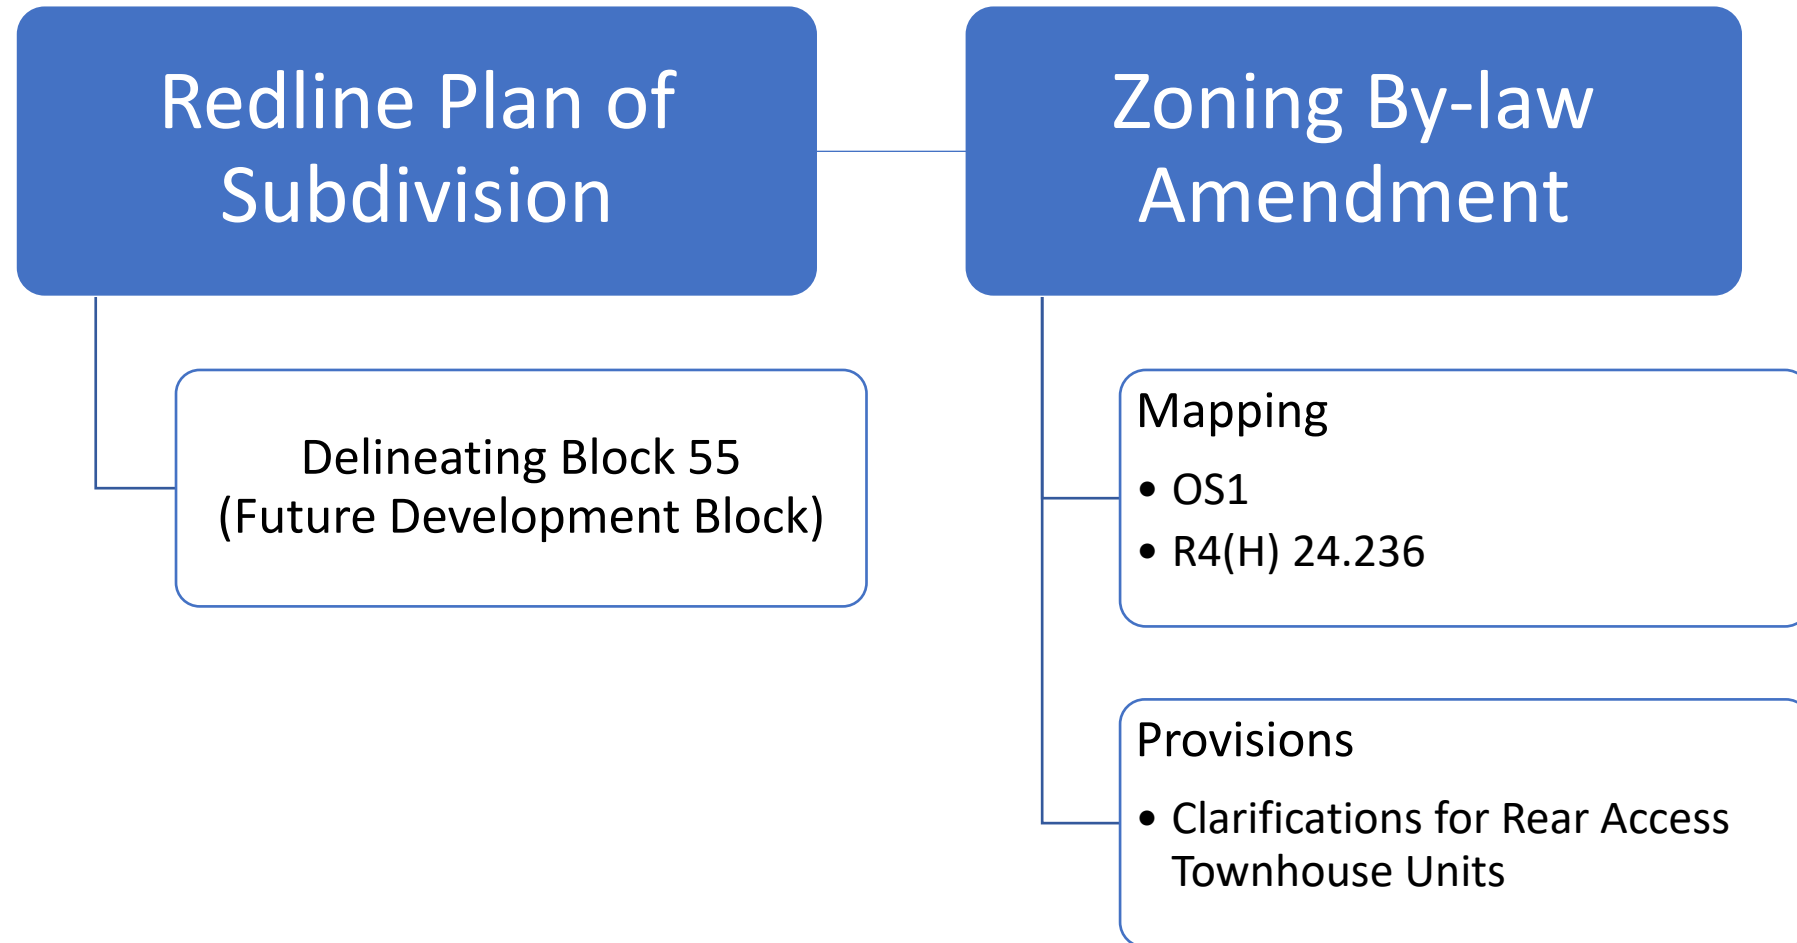 Redline Plan of
Subdivision
Delineating Block 55
(Future Development Block)
Zoning By-law
Amendment
Mapping
• OS1
• R4(H) 24.236
Provisions
• Clarifications for Rear Access
Townhouse Units